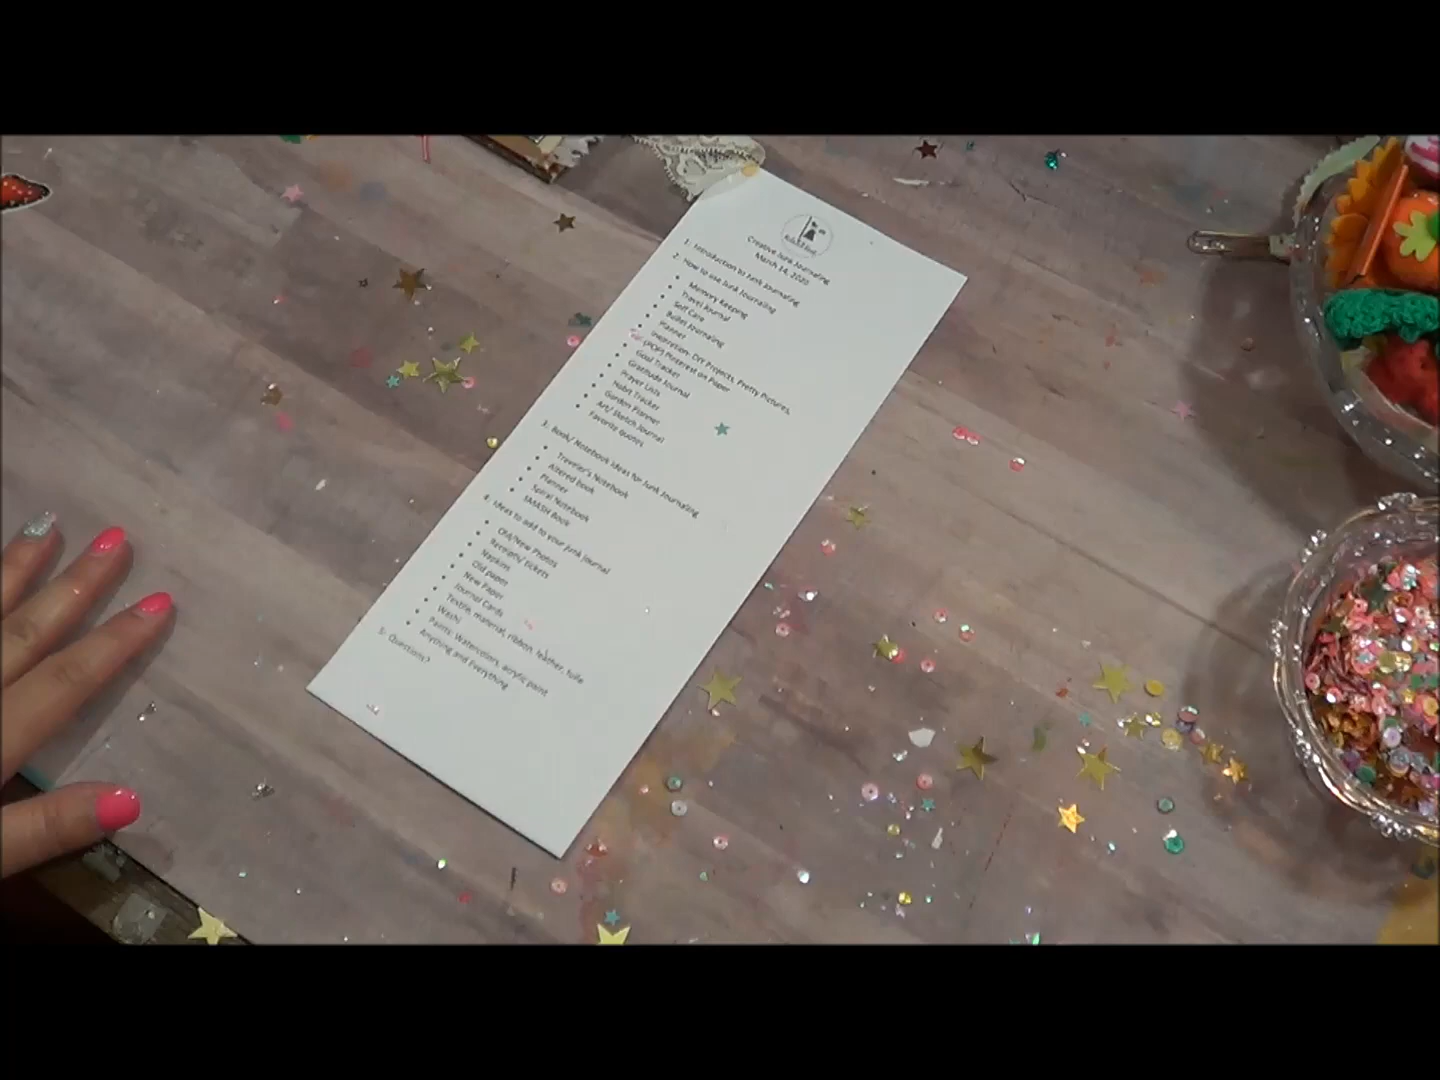 Creative Junk Journaling
March 14, 2020
1. Introduction to Junk Journaling
2. How to use Junk Journaling
• Memory Keeping
• Travel Journal
• Self Care
• Bullet Journaling
• Planner
• Inspiration- DIY Projects, Pretty Pictures,
(POP) Pinterest on Paper
• Goal Tracker
• Gratitude Journal
• Prayer Lists
• Habit Tracker
• Garden Planner
• Art/ Sketch Journal
• Favorite Quotes
3. Book/ Notebook Ideas for Junk Journaling
• Traveler's Notebook
• Altered book
• Planner
• Spiral Notebook
• SMASH Book
4. Ideas to add to your junk journal
• Old/New Photos
• Receipts/ tickets
• Napkins
• Old paper
• New Paper
• Journal Cards
• Textile, material, ribbon, leather, tulle
• Washi
• Paints: Watercolors, acrylic paint
• Anything and Everything
5. Questions?